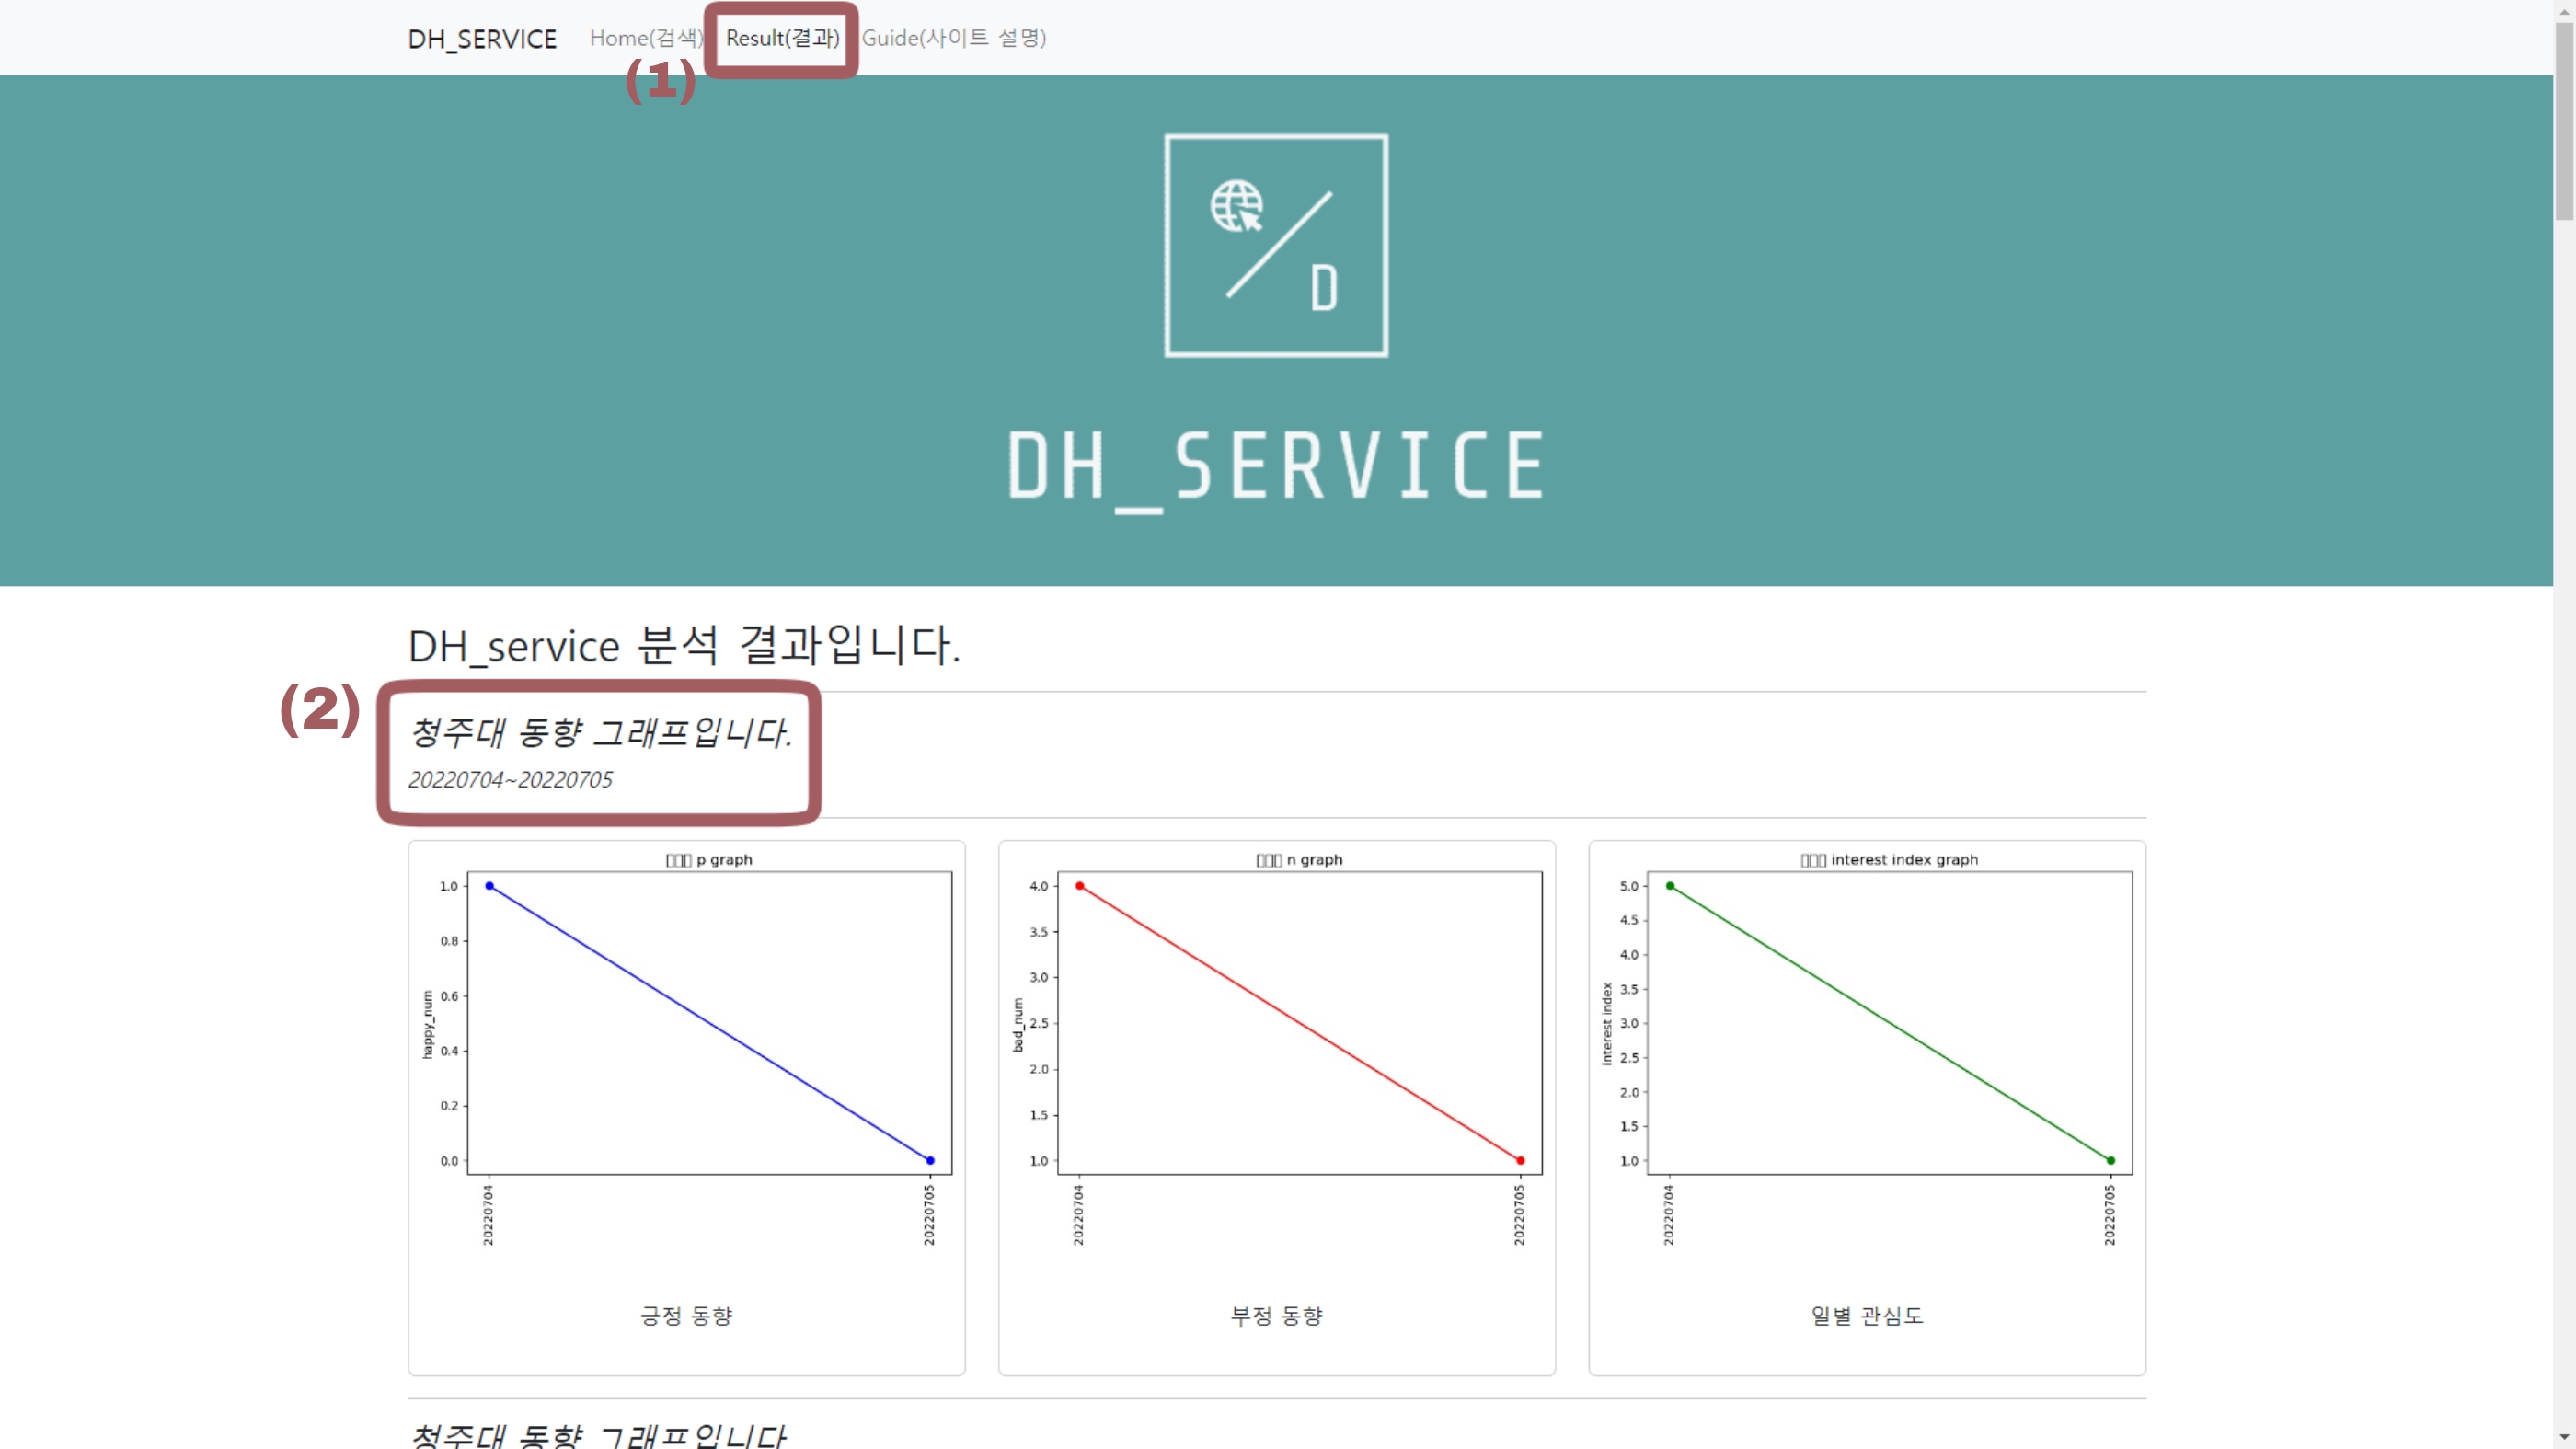 DH_SERVICE Home(검색) Result(결과) Guide(사이트 설명)
(1)
D
DH_SERVICE
DH_service 분석 결과입니다.
(2)
청주대 동향 그래프입니다.
20220704~20220705
p graph
1.0
0.8
0.6
0.4
0.2
0.0
happy_num
20220704
20220705
긍정 동향
n graph
4.0
3.5
3.0
2.5
2.0
1.5
1.0
bad_num
20220704
20220705
부정 동향
interest index graph
5.0
4.5
4.0
3.5
3.0
2.5
2.0
1.5
1.0
interest index
20220704
20220705
일별 관심도
청주대 동향 그래프입니다